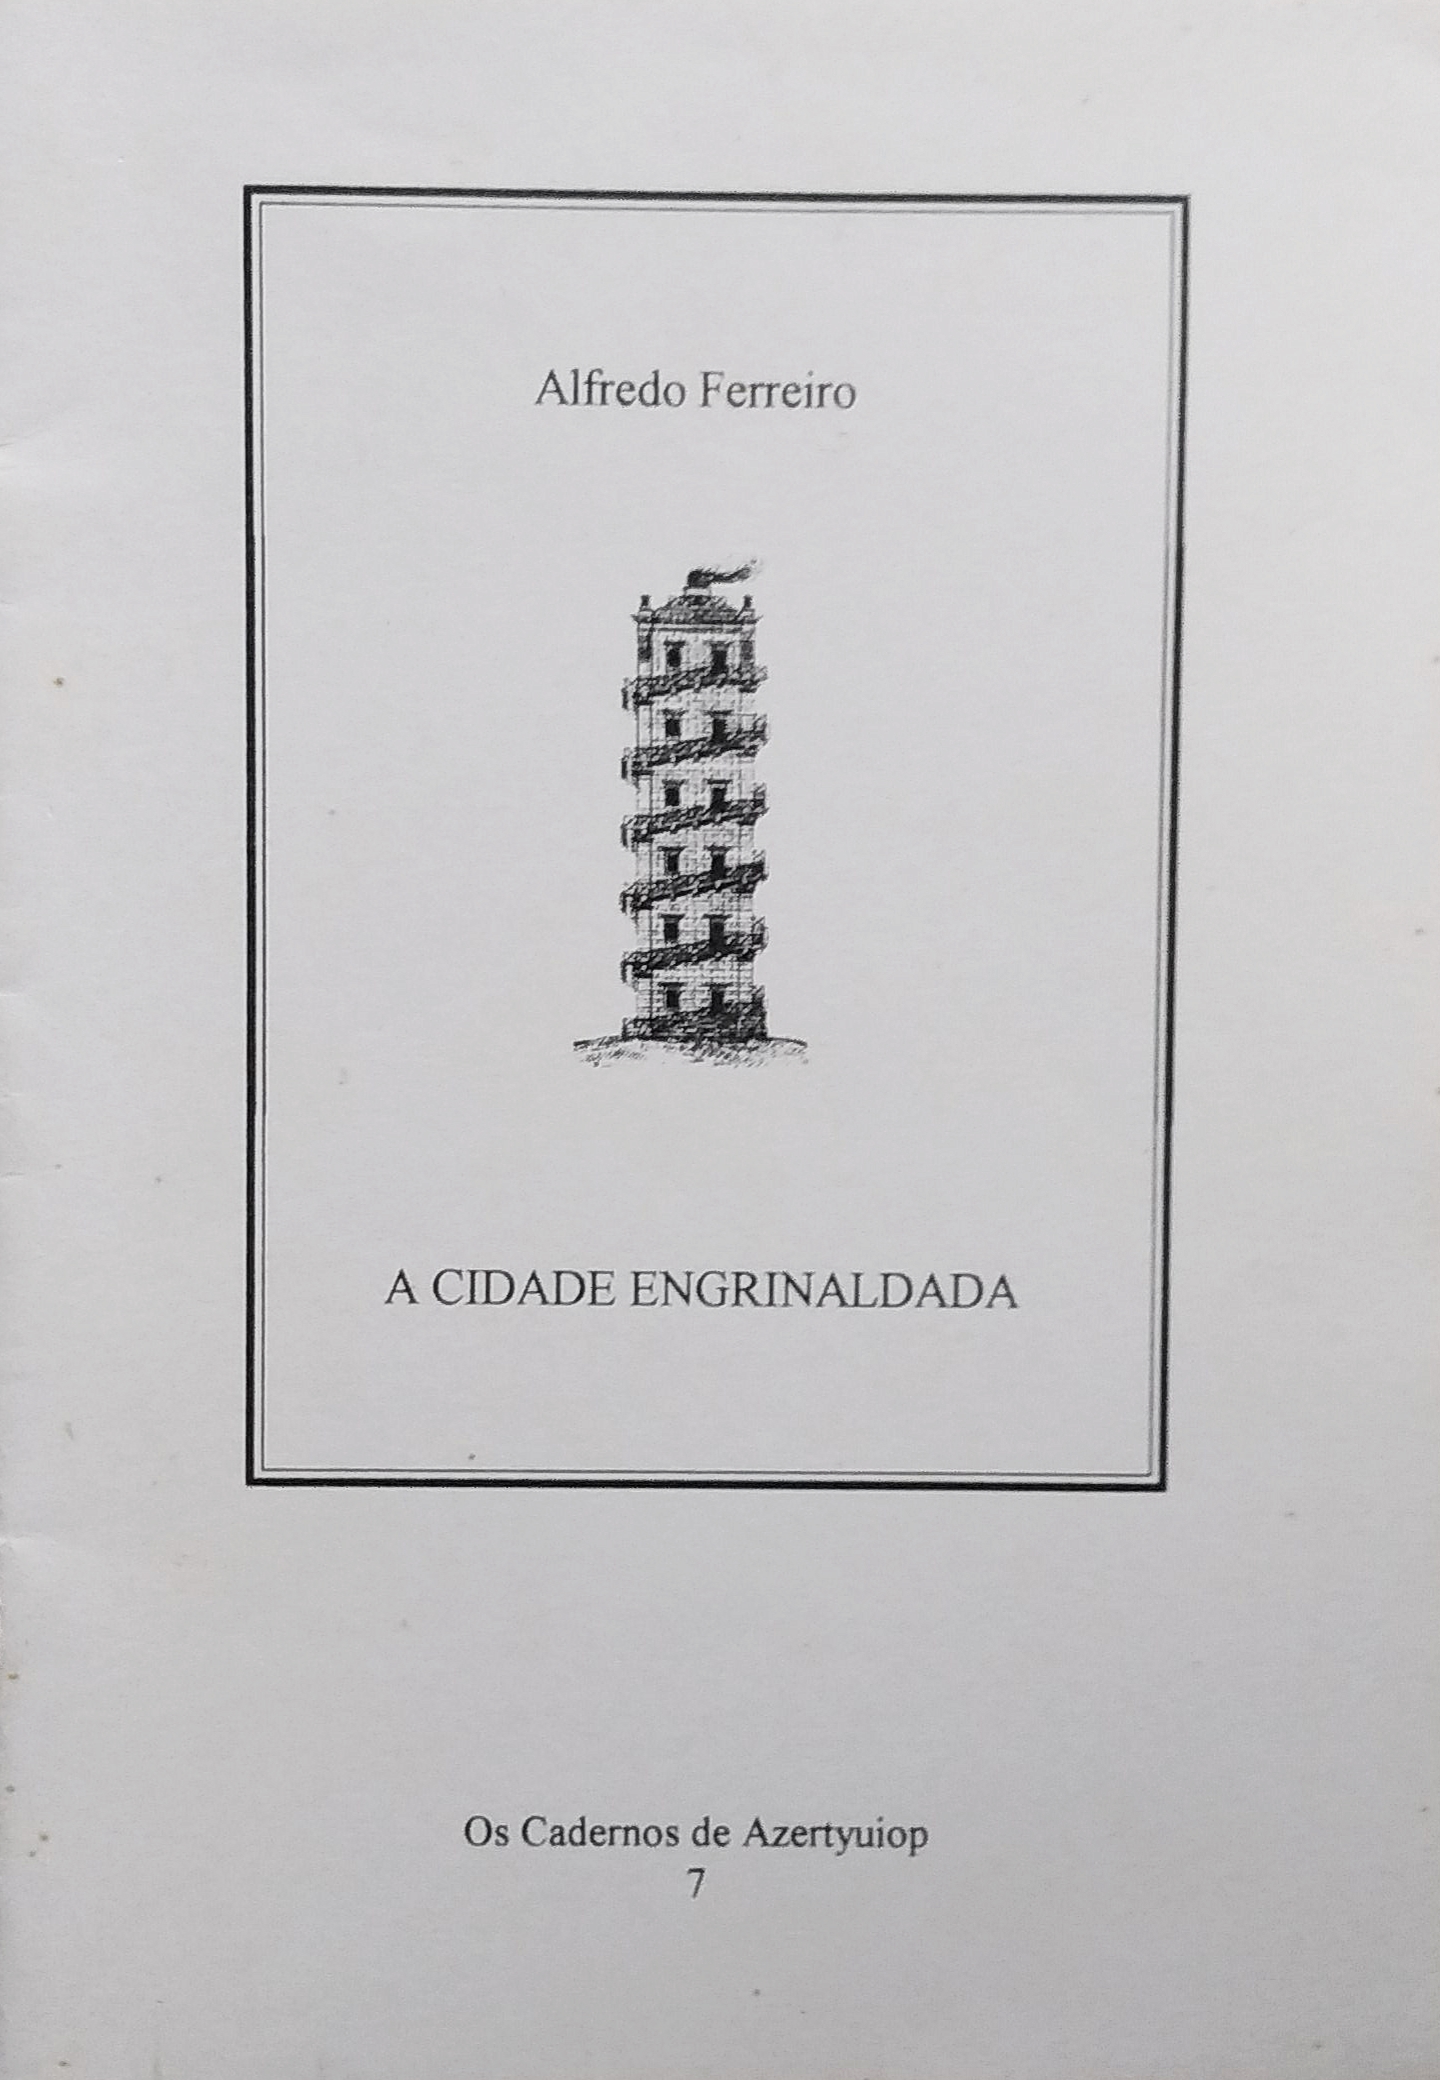 Alfredo Ferreiro
A CIDADE ENGRINALDADA
Os Cadernos de Azertyuiop
7